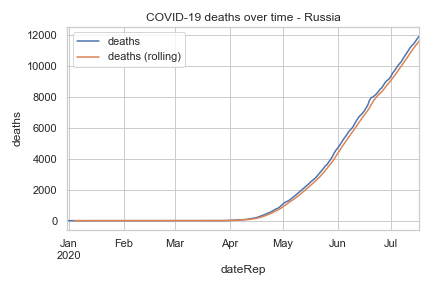 COVID-19 deaths over time - Russia
deaths
deaths (rolling)
12000
10000
8000
6000
4000
2000
0
deaths
Jan Feb Mar Apr May Jun Jul
2020
dateRep